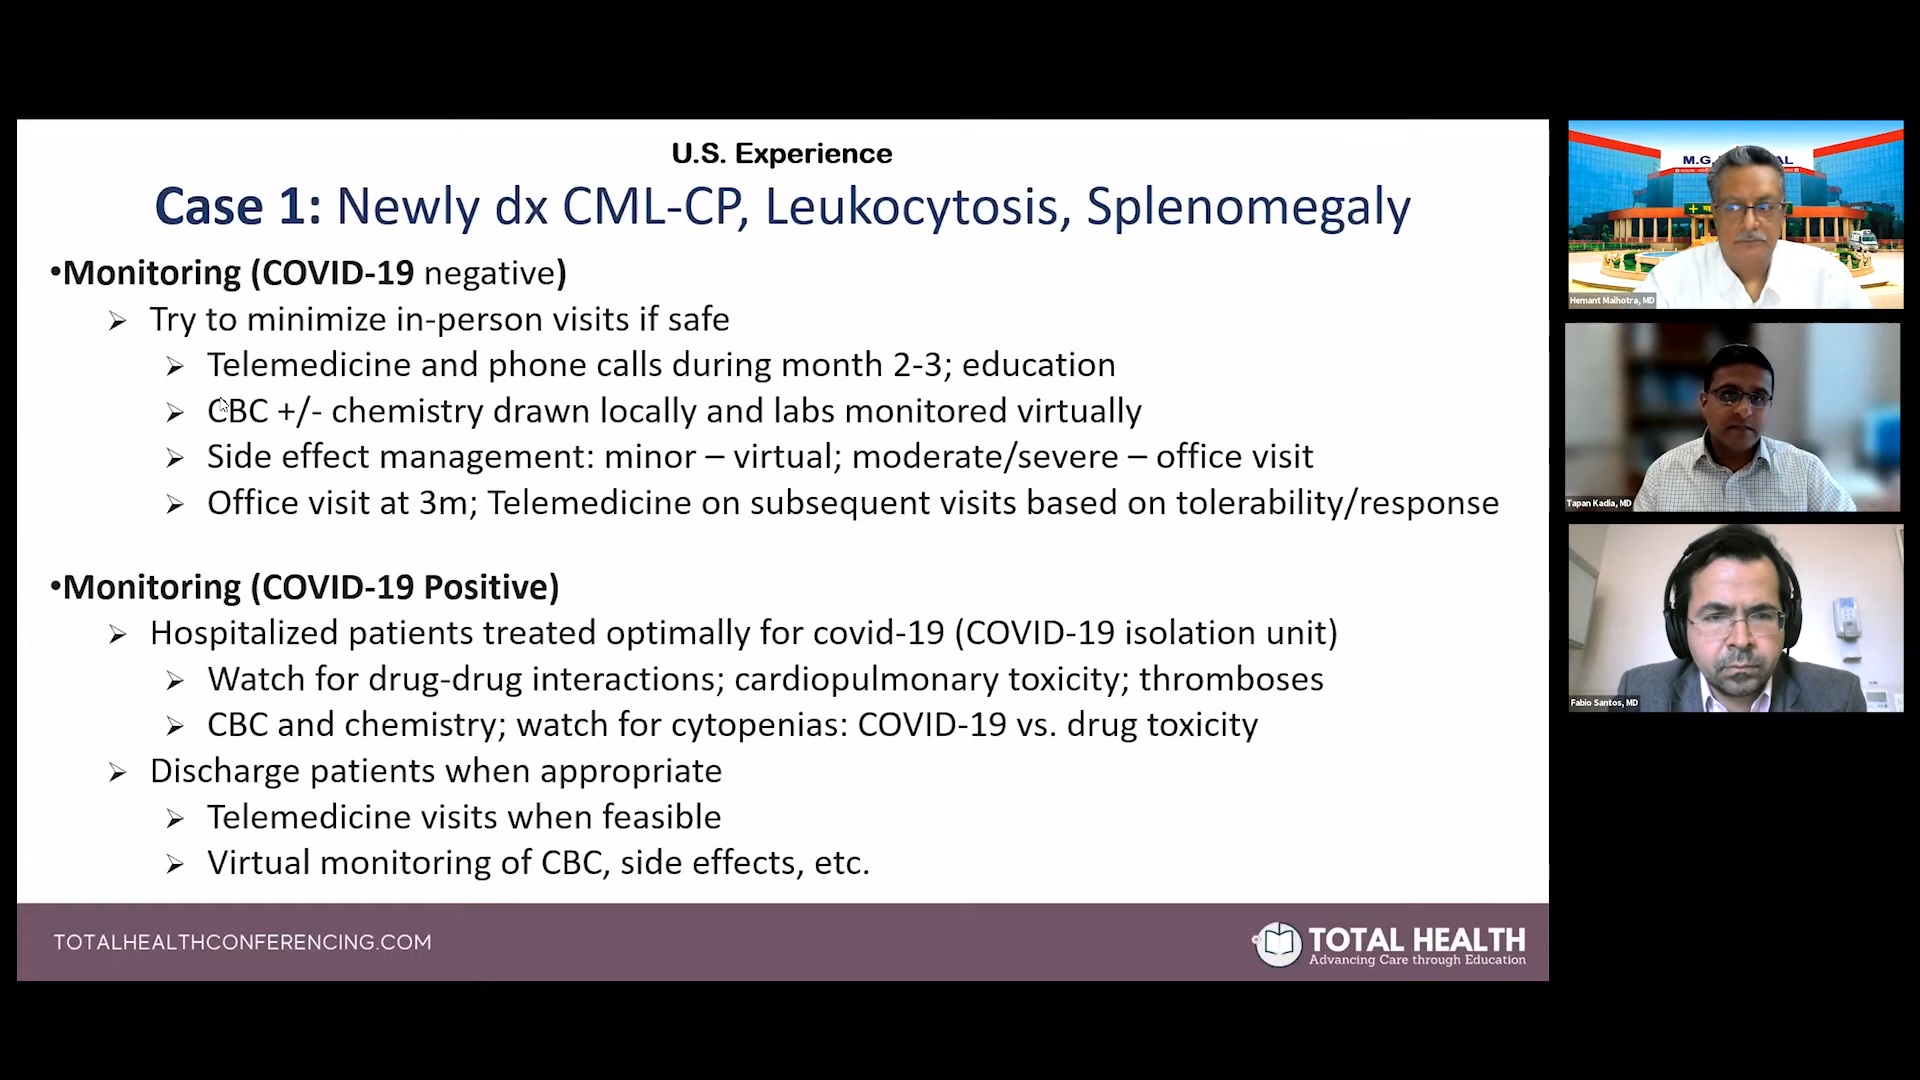 U.S. Experience
Case 1: Newly dx CML-CP, Leukocytosis, Splenomegaly
•Monitoring (COVID-19 negative)
➢ Try to minimize in-person visits if safe
➢ Telemedicine and phone calls during month 2-3; education
➢ CBC +/- chemistry drawn locally and labs monitored virtually
➢ Side effect management: minor – virtual; moderate/severe – office visit
➢ Office visit at 3m; Telemedicine on subsequent visits based on tolerability/response
•Monitoring (COVID-19 Positive)
➢ Hospitalized patients treated optimally for covid-19 (COVID-19 isolation unit)
➢ Watch for drug-drug interactions; cardiopulmonary toxicity; thromboses
➢ CBC and chemistry; watch for cytopenias: COVID-19 vs. drug toxicity
➢ Discharge patients when appropriate
➢ Telemedicine visits when feasible
➢ Virtual monitoring of CBC, side effects, etc.
TOTALHEALTHCONFERENCING.COM
TOTAL HEALTH
Advancing Care through Education
M.G.
Hemant Malhotra, MD
Tapan Kadia, MD
Fabio Santos, MD